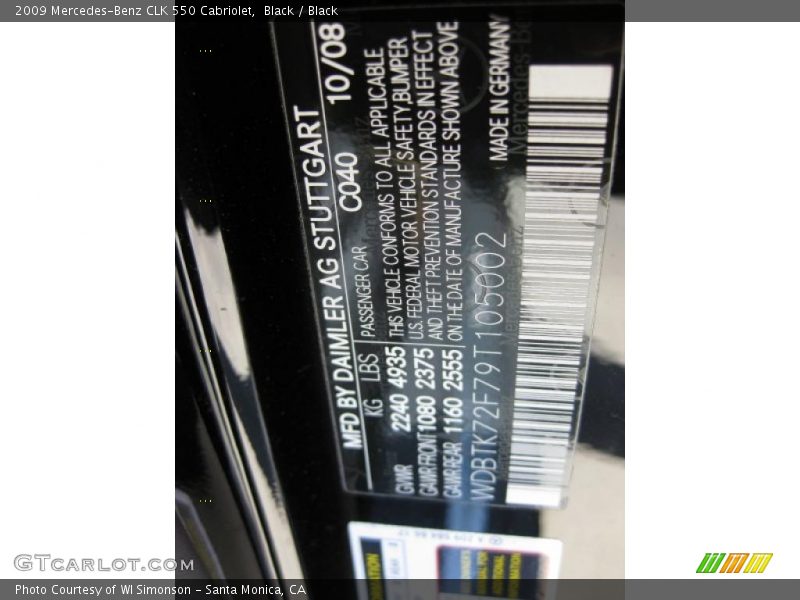 2009 Mercedes-Benz CLK 550 Cabriolet,  Black / Black
MFD BY DAIMLER AG STUTTGART
C040 10/08
KG LBS PASSENGER CAR
GVWR 2240 4935
GAWR FRONT 1080 2375
GAWR REAR 1160 2555
THIS VEHICLE CONFORMS TO ALL APPLICABLE
U.S. FEDERAL MOTOR VEHICLE SAFETY,BUMPER
AND THEFT PREVENTION STANDARDS IN EFFECT
ON THE DATE OF MANUFACTURE SHOWN ABOVE
WDBTK72F79T105002 MADE IN GERMANY
GTCarLot.com
Photo Courtesy of WI Simonson - Santa Monica, CA